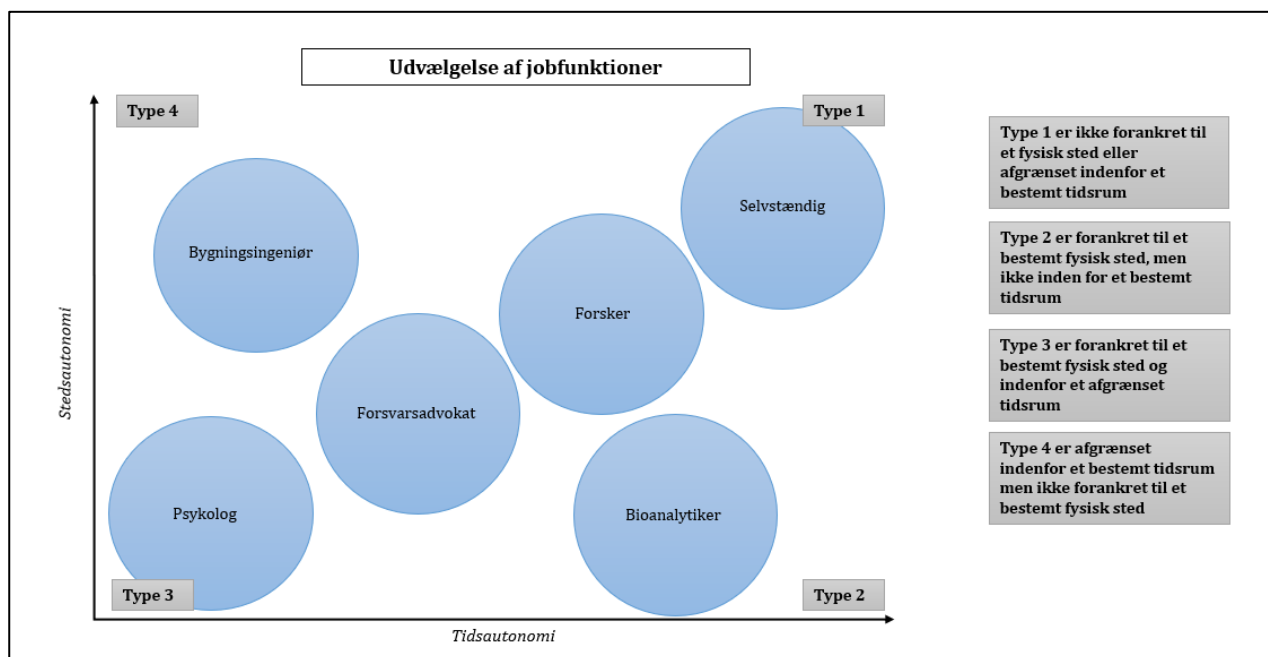 Udvælgelse af jobfunktioner
Type 4
Type 1
Selvstændig
Bygningsingeniør
Forsker
Forsvarsadvokat
Psykolog
Bioanalytiker
Type 3
Type 2
Stedsautonomi
Tidsautonomi
Type 1 er ikke forankret til
et fysisk sted eller
afgrænset indenfor et
bestemt tidsrum
Type 2 er forankret til et
bestemt fysisk sted, men
ikke inden for et bestemt
tidsrum
Type 3 er forankret til et
bestemt fysisk sted og
indenfor et afgrænset
tidsrum
Type 4 er afgrænset
indenfor et bestemt tidsrum
men ikke forankret til et
bestemt fysisk sted